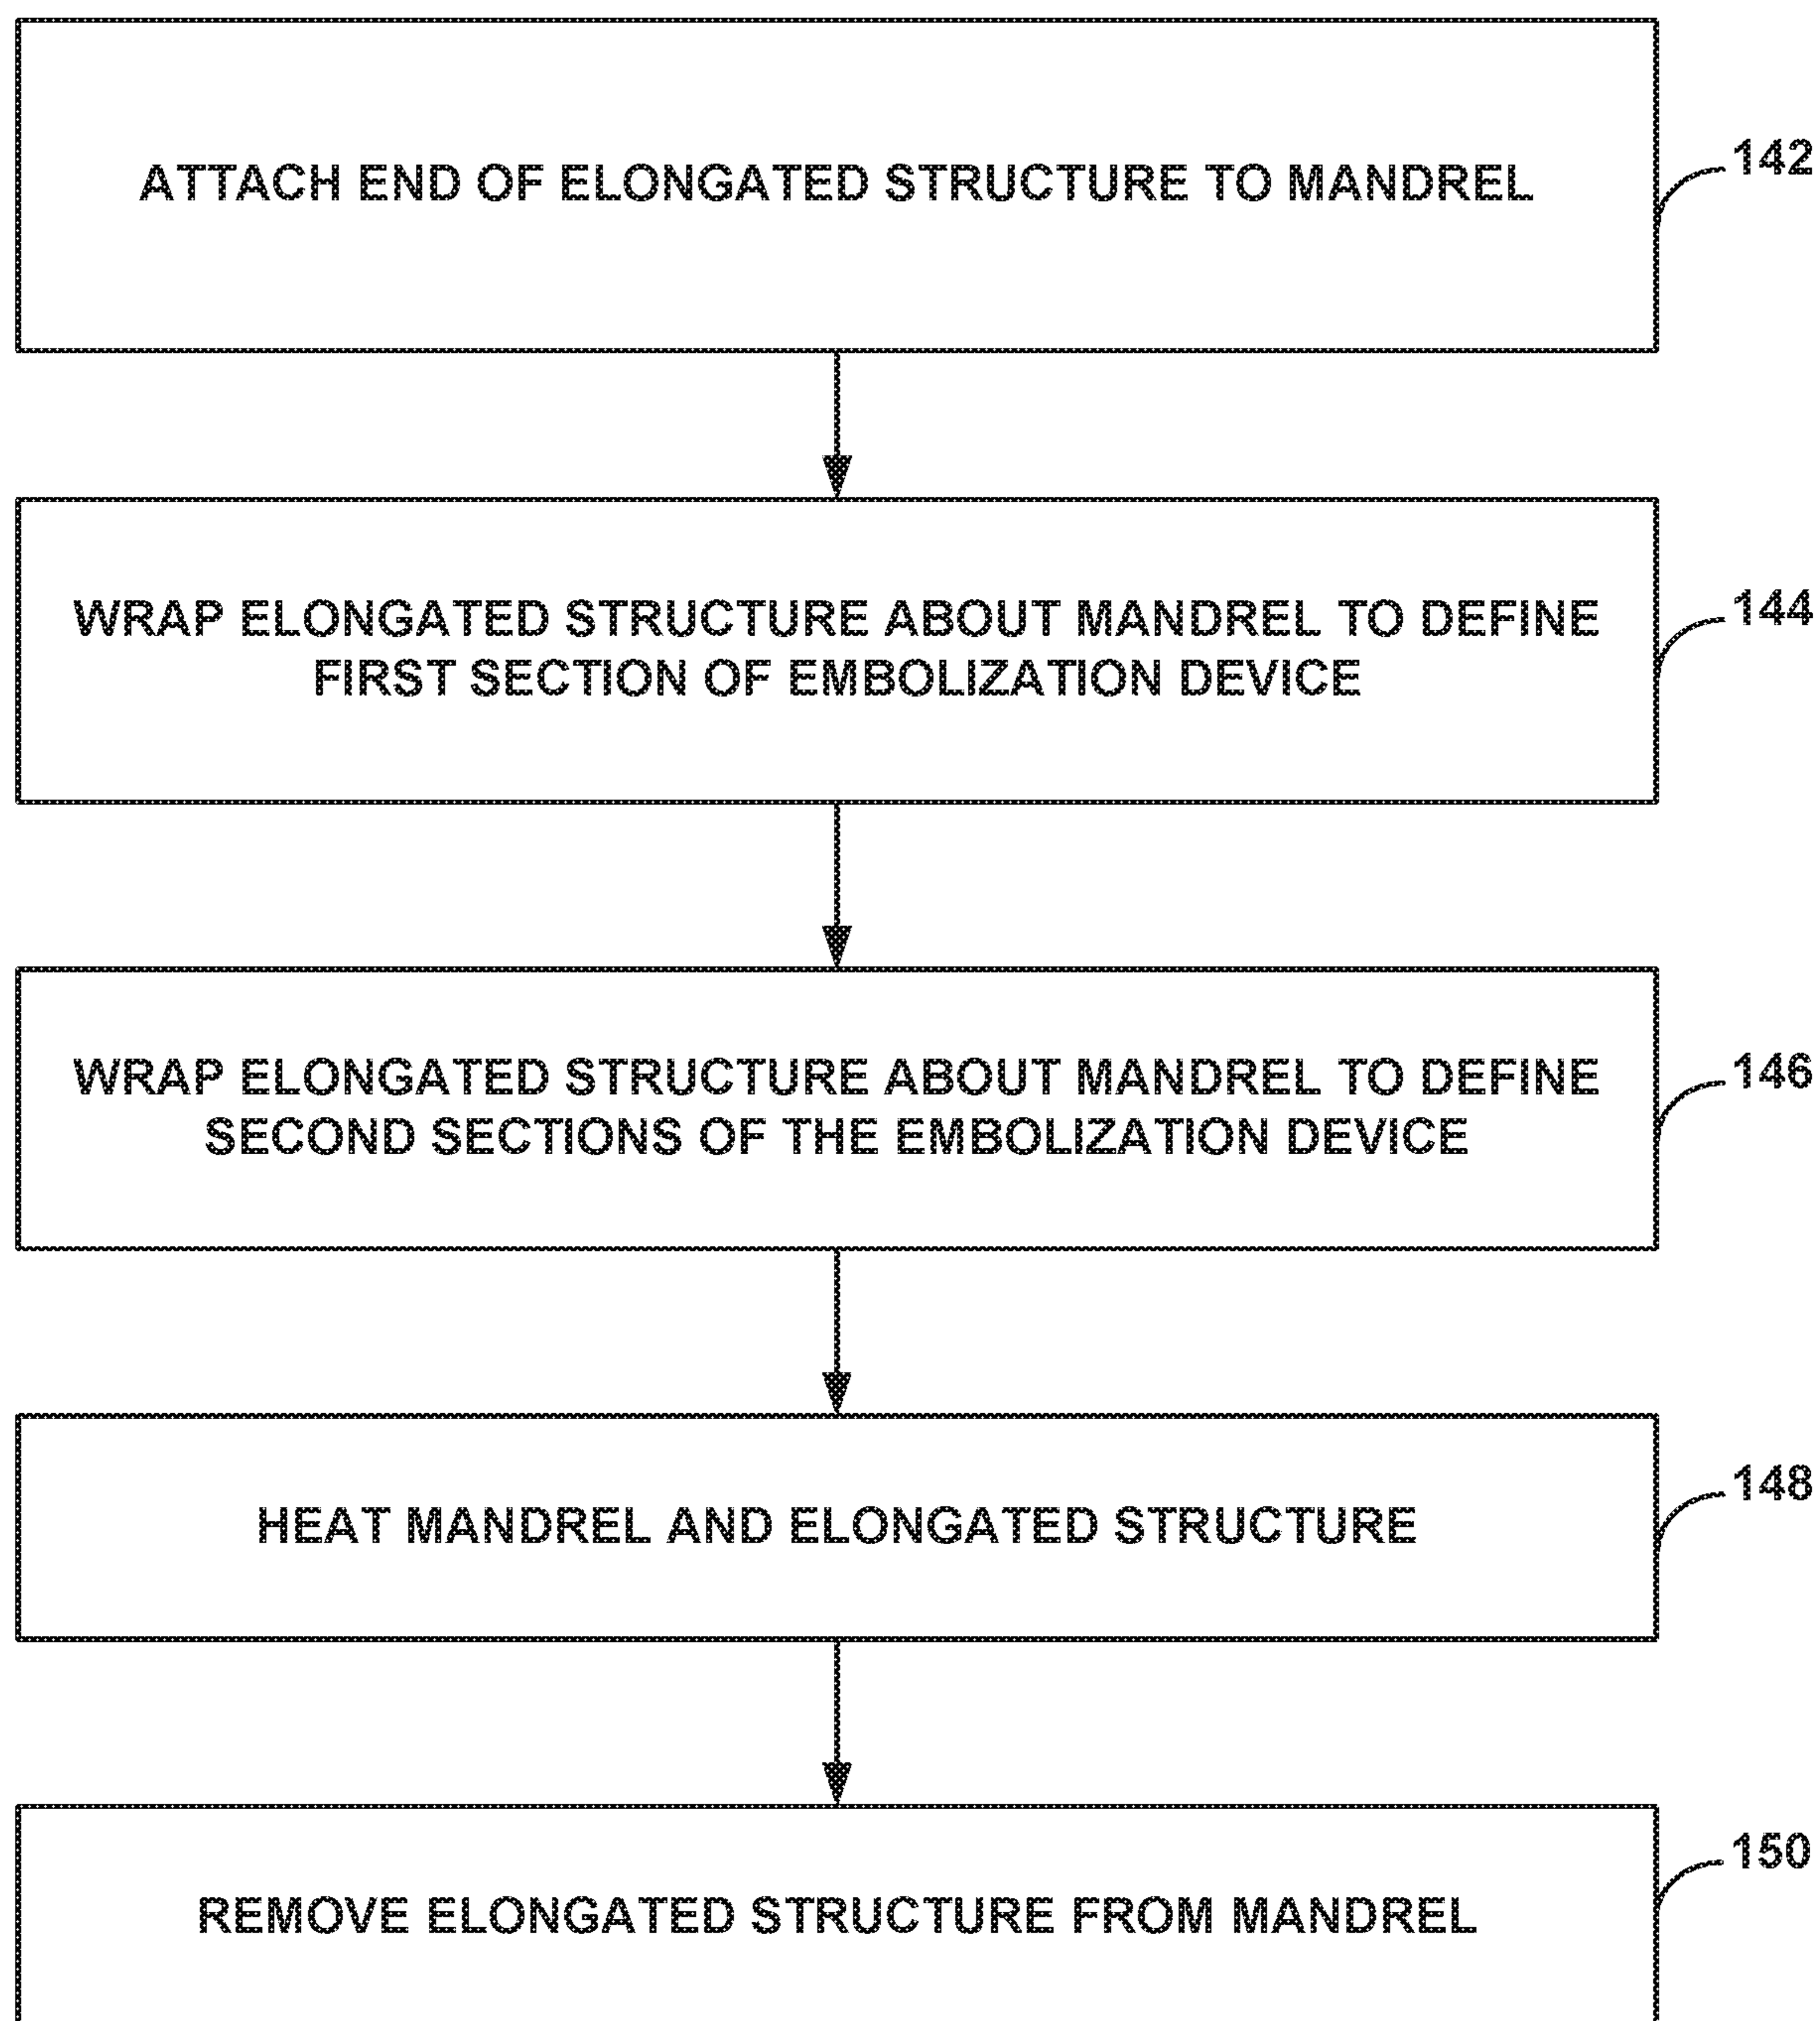 ATTACH END OF ELONGATED STRUCTURE TO MANDREL
142
WRAP ELONGATED STRUCTURE ABOUT MANDREL TO DEFINE
FIRST SECTION OF EMBOLIZATION DEVICE
144
WRAP ELONGATED STRUCTURE ABOUT MANDREL TO DEFINE
SECOND SECTIONS OF THE EMBOLIZATION DEVICE
146
HEAT MANDREL AND ELONGATED STRUCTURE
148
REMOVE ELONGATED STRUCTURE FROM MANDREL
150